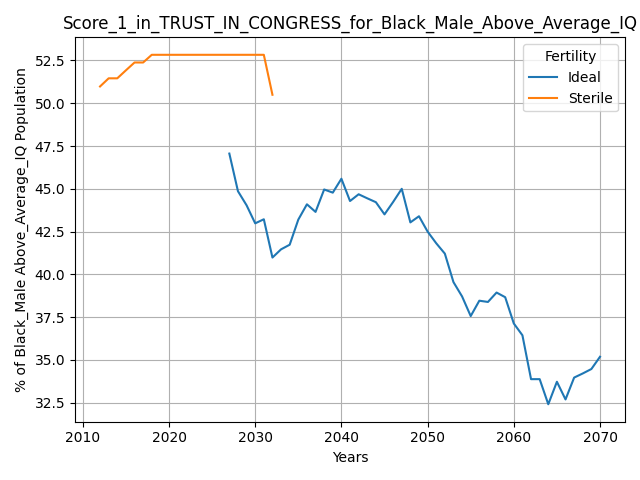 Score_1_in_TRUST_IN_CONGRESS_for_Black_Male_Above_Average_IQ
Fertility
Ideal
Sterile
% of Black_Male Above_Average_IQ Population
52.5
50.0
47.5
45.0
42.5
40.0
37.5
35.0
32.5
2010 2020 2030 2040 2050 2060 2070
Years